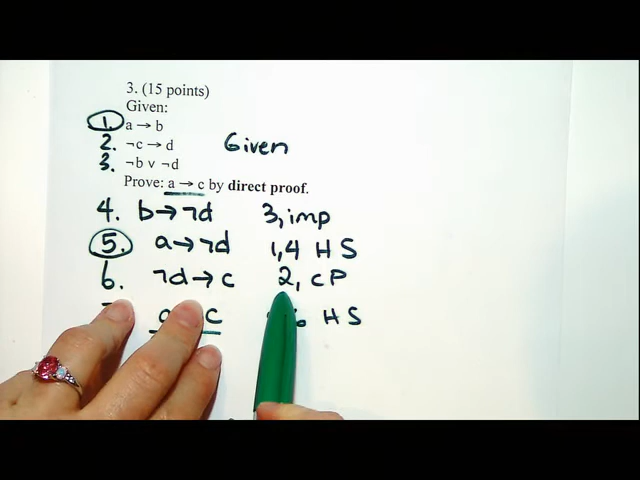 3. (15 points)
Given:
1. a → b
2. ¬c → d Given
3. ¬b ∨ ¬d
Prove: a → c by direct proof.
4. b → ¬d 3, imp
5. a → ¬d 1,4 HS
6. ¬d → c 2, CP
a c HS